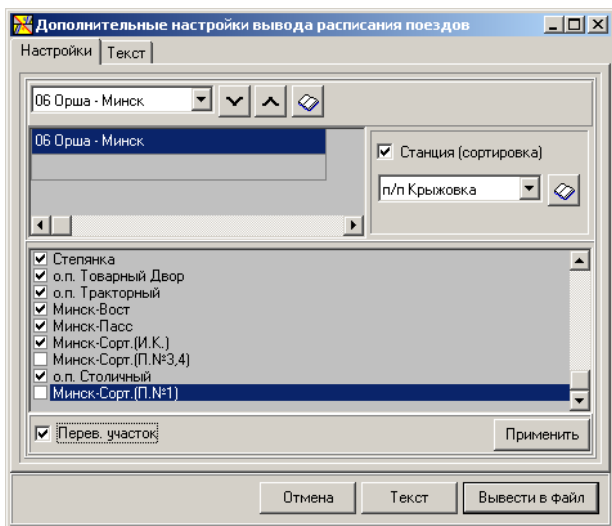 Дополнительные настройки вывода расписания поездов
Настройки Текст
06 Орша - Минск
06 Орша - Минск
Станция (сортировка)
п/п Крыжовка
Степянка
о.п. Товарный Двор
о.п. Тракторный
Минск-Вост
Минск-Пасс
Минск-Сорт.(И.К.)
Минск-Сорт.(П.№3,4)
о.п. Столичный
Минск-Сорт.(П.№1)
Перев. участок Применить
Отмена Текст Вывести в файл